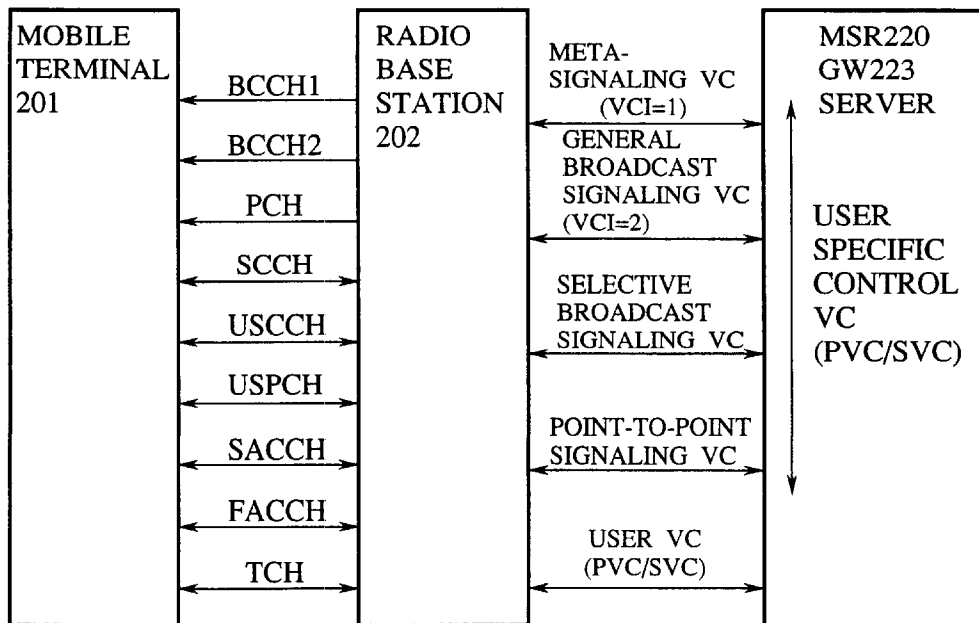 MOBILE
TERMINAL
201
BCCH1
BCCH2
PCH
SCCH
USCCH
USPCH
SACCH
FACCH
TCH
RADIO
BASE
STATION
202
META-
SIGNALING VC
(VCI=1)
GENERAL
BROADCAST
SIGNALING VC
(VCI=2)
SELECTIVE
BROADCAST
SIGNALING VC
POINT-TO-POINT
SIGNALING VC
USER VC
(PVC/SVC)
MSR220
GW223
SERVER
USER
SPECIFIC
CONTROL
VC
(PVC/SVC)